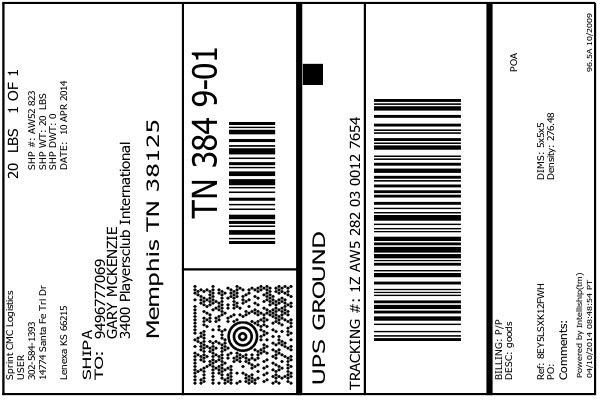 Sprint CMC Logistics
USER
302-584-1393
14774 Santa Fe Trl Dr
Lenexa KS 66215
20 LBS 1 OF 1
SHP #: AW52 823
SHP WT: 20 LBS
SHP DWT: 0
DATE: 10 APR 2014
SHIPA
TO: 9496777069
GARY MCKENZIE
3400 Playersclub International
Memphis TN 38125
TN 384 9-01
UPS GROUND
TRACKING #: 1Z AW5 282 03 0012 7654
BILLING: P/P
DESC: goods
POA
DIMS: 5x5x5
Density: 276.48
Ref: 8EY5LSXK12FWH
PO:
Comments:
Powered by Intelliship(tm)
04/10/2014 08:48:54 PT
96.5A 10/2009